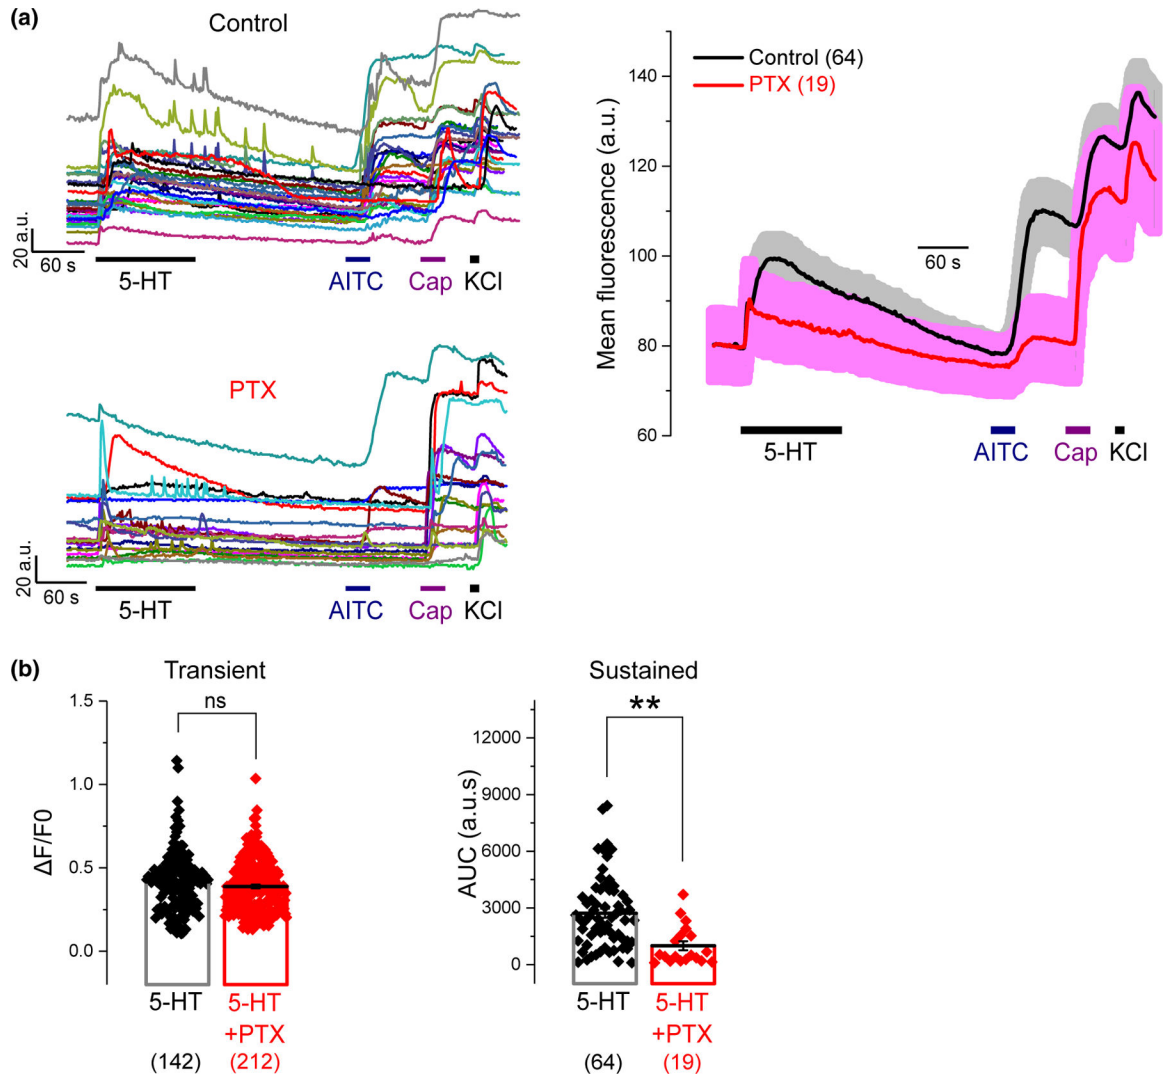 (a)
Control
20 a.u.
60 s
5-HT
AITC
Cap
KCl
PTX
20 a.u.
60 s
5-HT
AITC
Cap
KCl
Mean fluorescence (a.u.)
140
120
100
80
60
Control (64)
PTX (19)
60 s
5-HT
AITC
Cap
KCl
(b)
Transient
ΔF/F0
1.5
1.0
0.5
0.0
ns
5-HT
(142)
5-HT
+PTX
(212)
Sustained
AUC (a.u.s)
12000
9000
6000
3000
0
**
5-HT
(64)
5-HT
+PTX
(19)